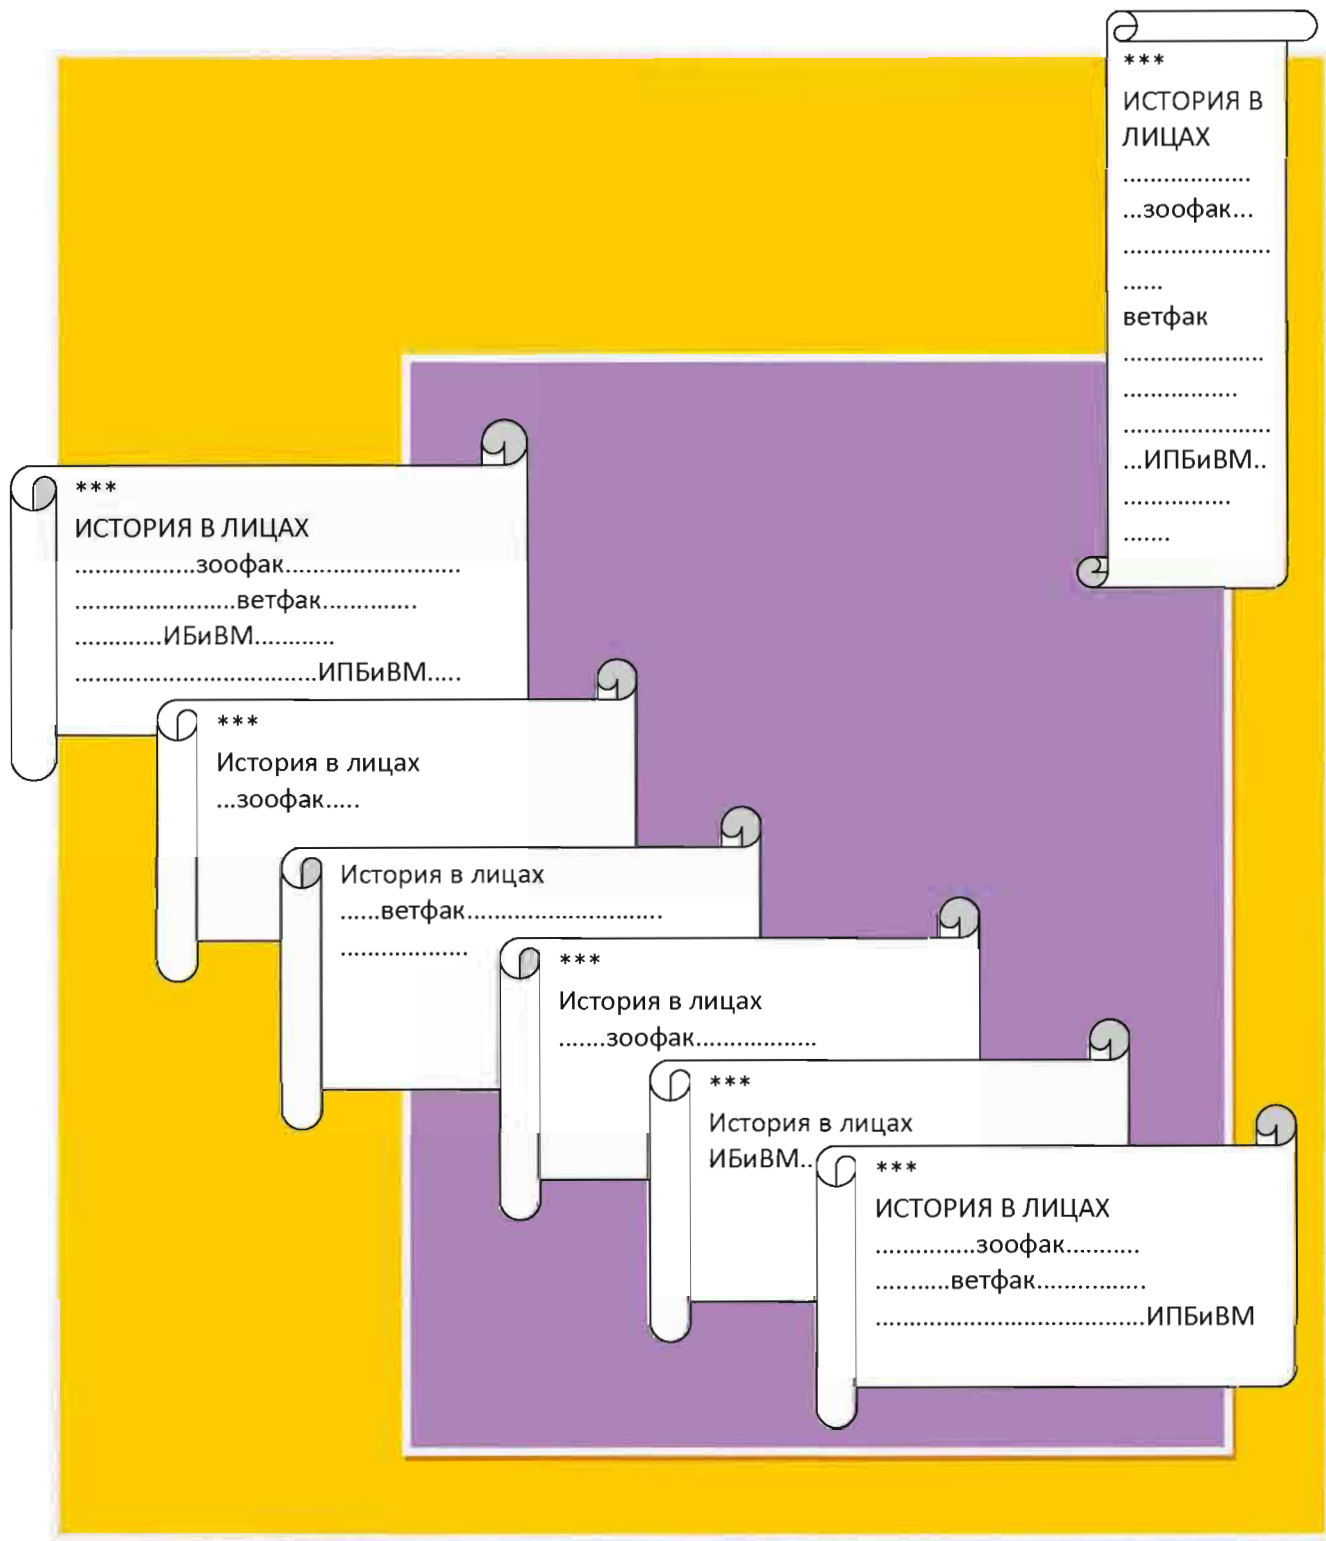 ***
ИСТОРИЯ В
ЛИЦАХ
...................
...зоофак...
......................
......
ветфак
.....................
.................
......................
...ИПБиВМ..
................
.......
***
ИСТОРИЯ В ЛИЦАХ
..................зоофак..........................
........................ветфак..............
.............ИБиВМ............
....................................ИПБиВМ.....
***
История в лицах
...зоофак.....
История в лицах
......ветфак.............................
...................
***
История в лицах
.......зоофак..................
***
История в лицах
ИБиВМ..
***
ИСТОРИЯ В ЛИЦАХ
...............зоофак...........
...........ветфак................
........................................ИПБиВМ